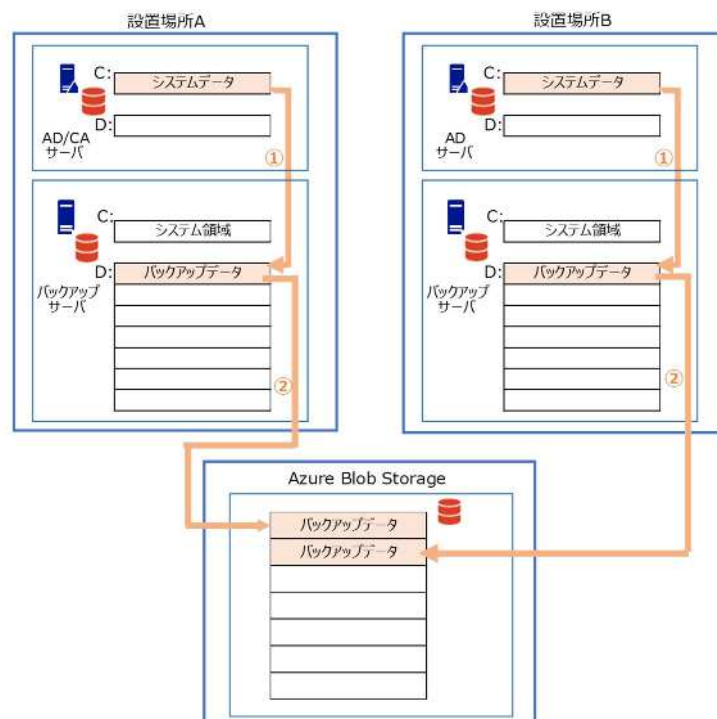 設置場所A
C:
システムデータ
D:
AD/CA
サーバ
①
C:
システム領域
D:
バックアップデータ
バックアップ
サーバ
②
設置場所B
C:
システムデータ
D:
AD
サーバ
①
C:
システム領域
D:
バックアップデータ
バックアップ
サーバ
②
Azure Blob Storage
バックアップデータ
バックアップデータ